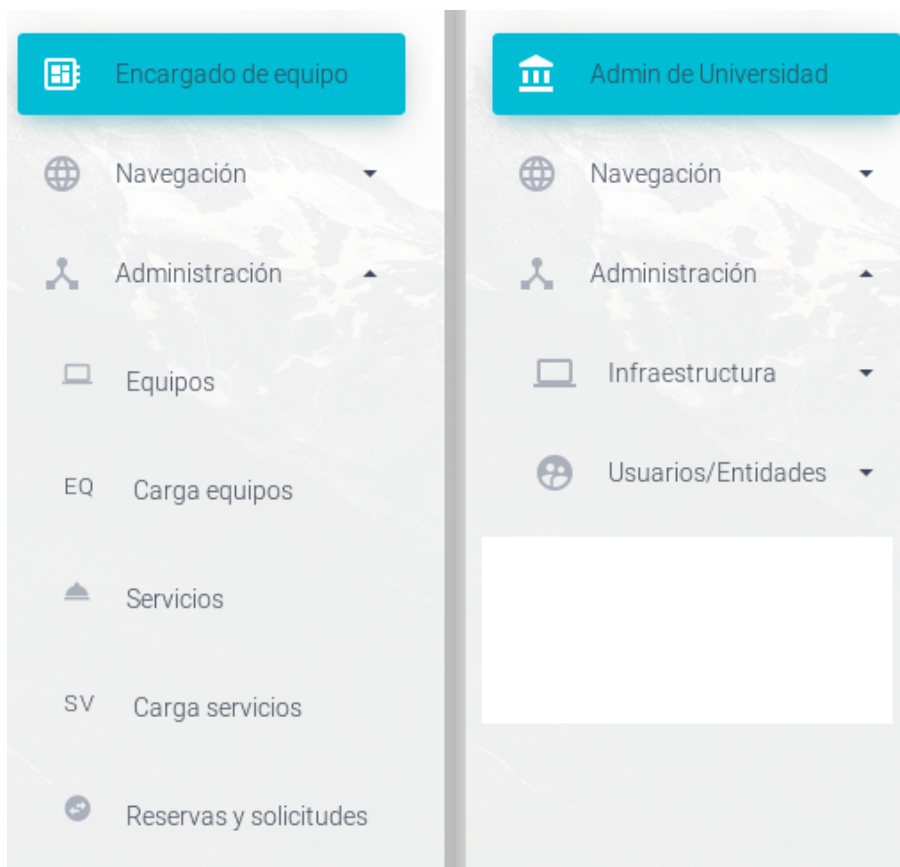 Encargado de equipo
Navegación
Administración
Equipos
EQ Carga equipos
Servicios
SV Carga servicios
Reservas y solicitudes
Admin de Universidad
Navegación
Administración
Infraestructura
Usuarios/Entidades